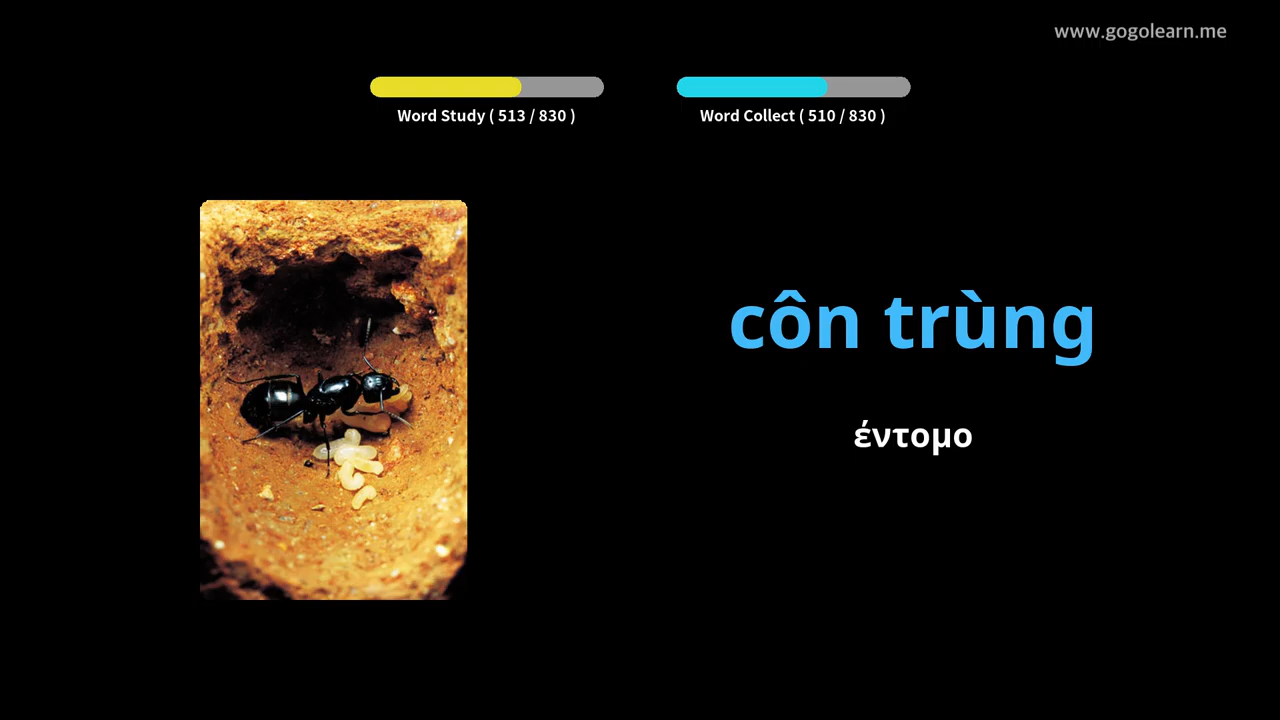 www.gogolearn.me
Word Study ( 513 / 830 )
Word Collect ( 510 / 830 )
côn trùng
έντομο